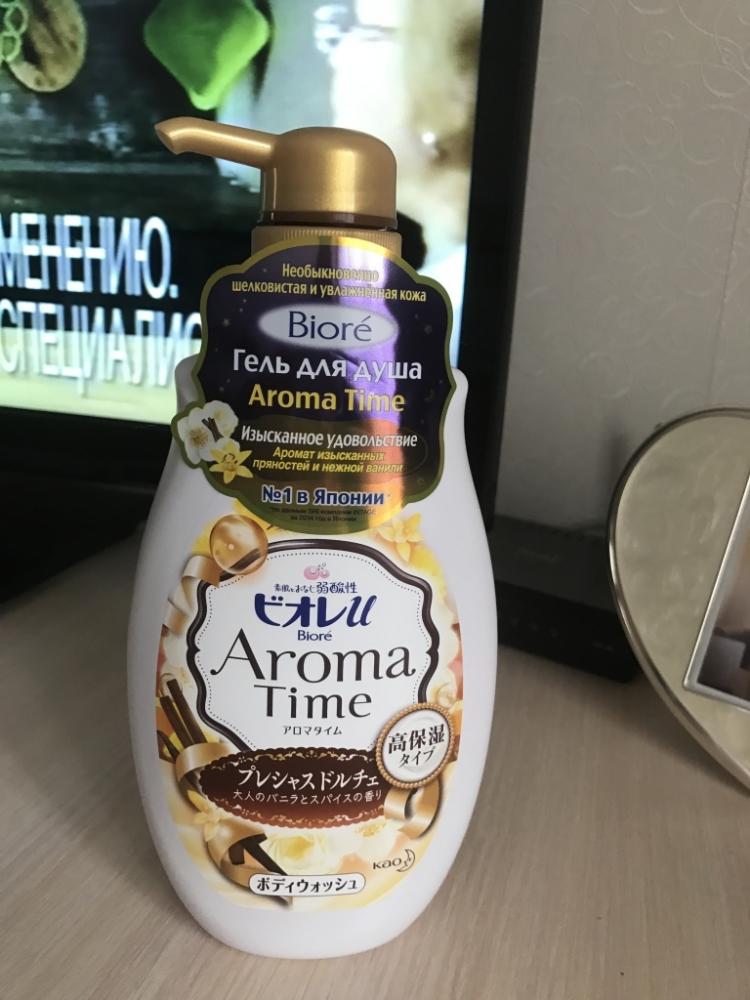 МЕНЕНИЮ.
СПЕЦИАЛИС
Необыкновенно
шелковистая и увлажнённая кожа
Bioré
Гель для душа
Aroma Time
Изысканное удовольствие
Аромат изысканных
пряностей и нежной ванили
№1 в Японии*
素肌とおなじ弱酸性
ビオレu
Bioré
Aroma
Time
アロマタイム
高保湿
タイプ
プレシャスドルチェ
大人のバニラとスパイスの香り
Kao
ボディウォッシュ